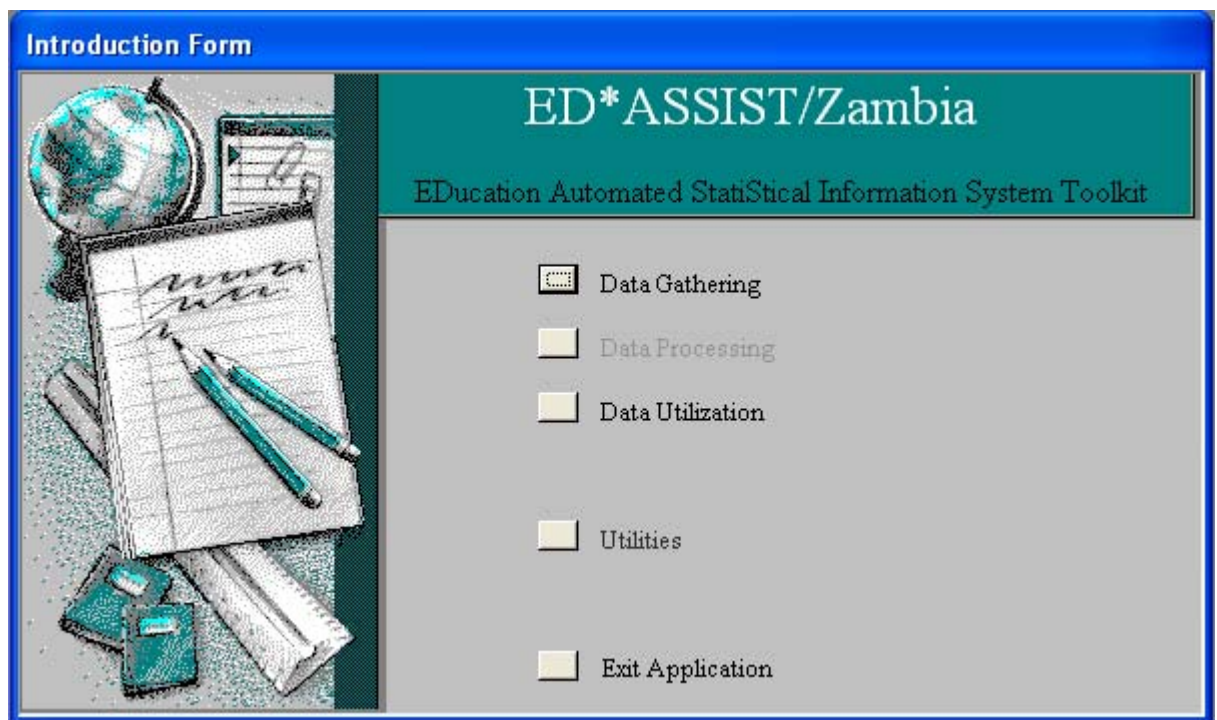 Introduction Form
ED*ASSIST/Zambia
EDucation Automated StatiStical Information System Toolkit
Data Gathering
Data Processing
Data Utilization
Utilities
Exit Application